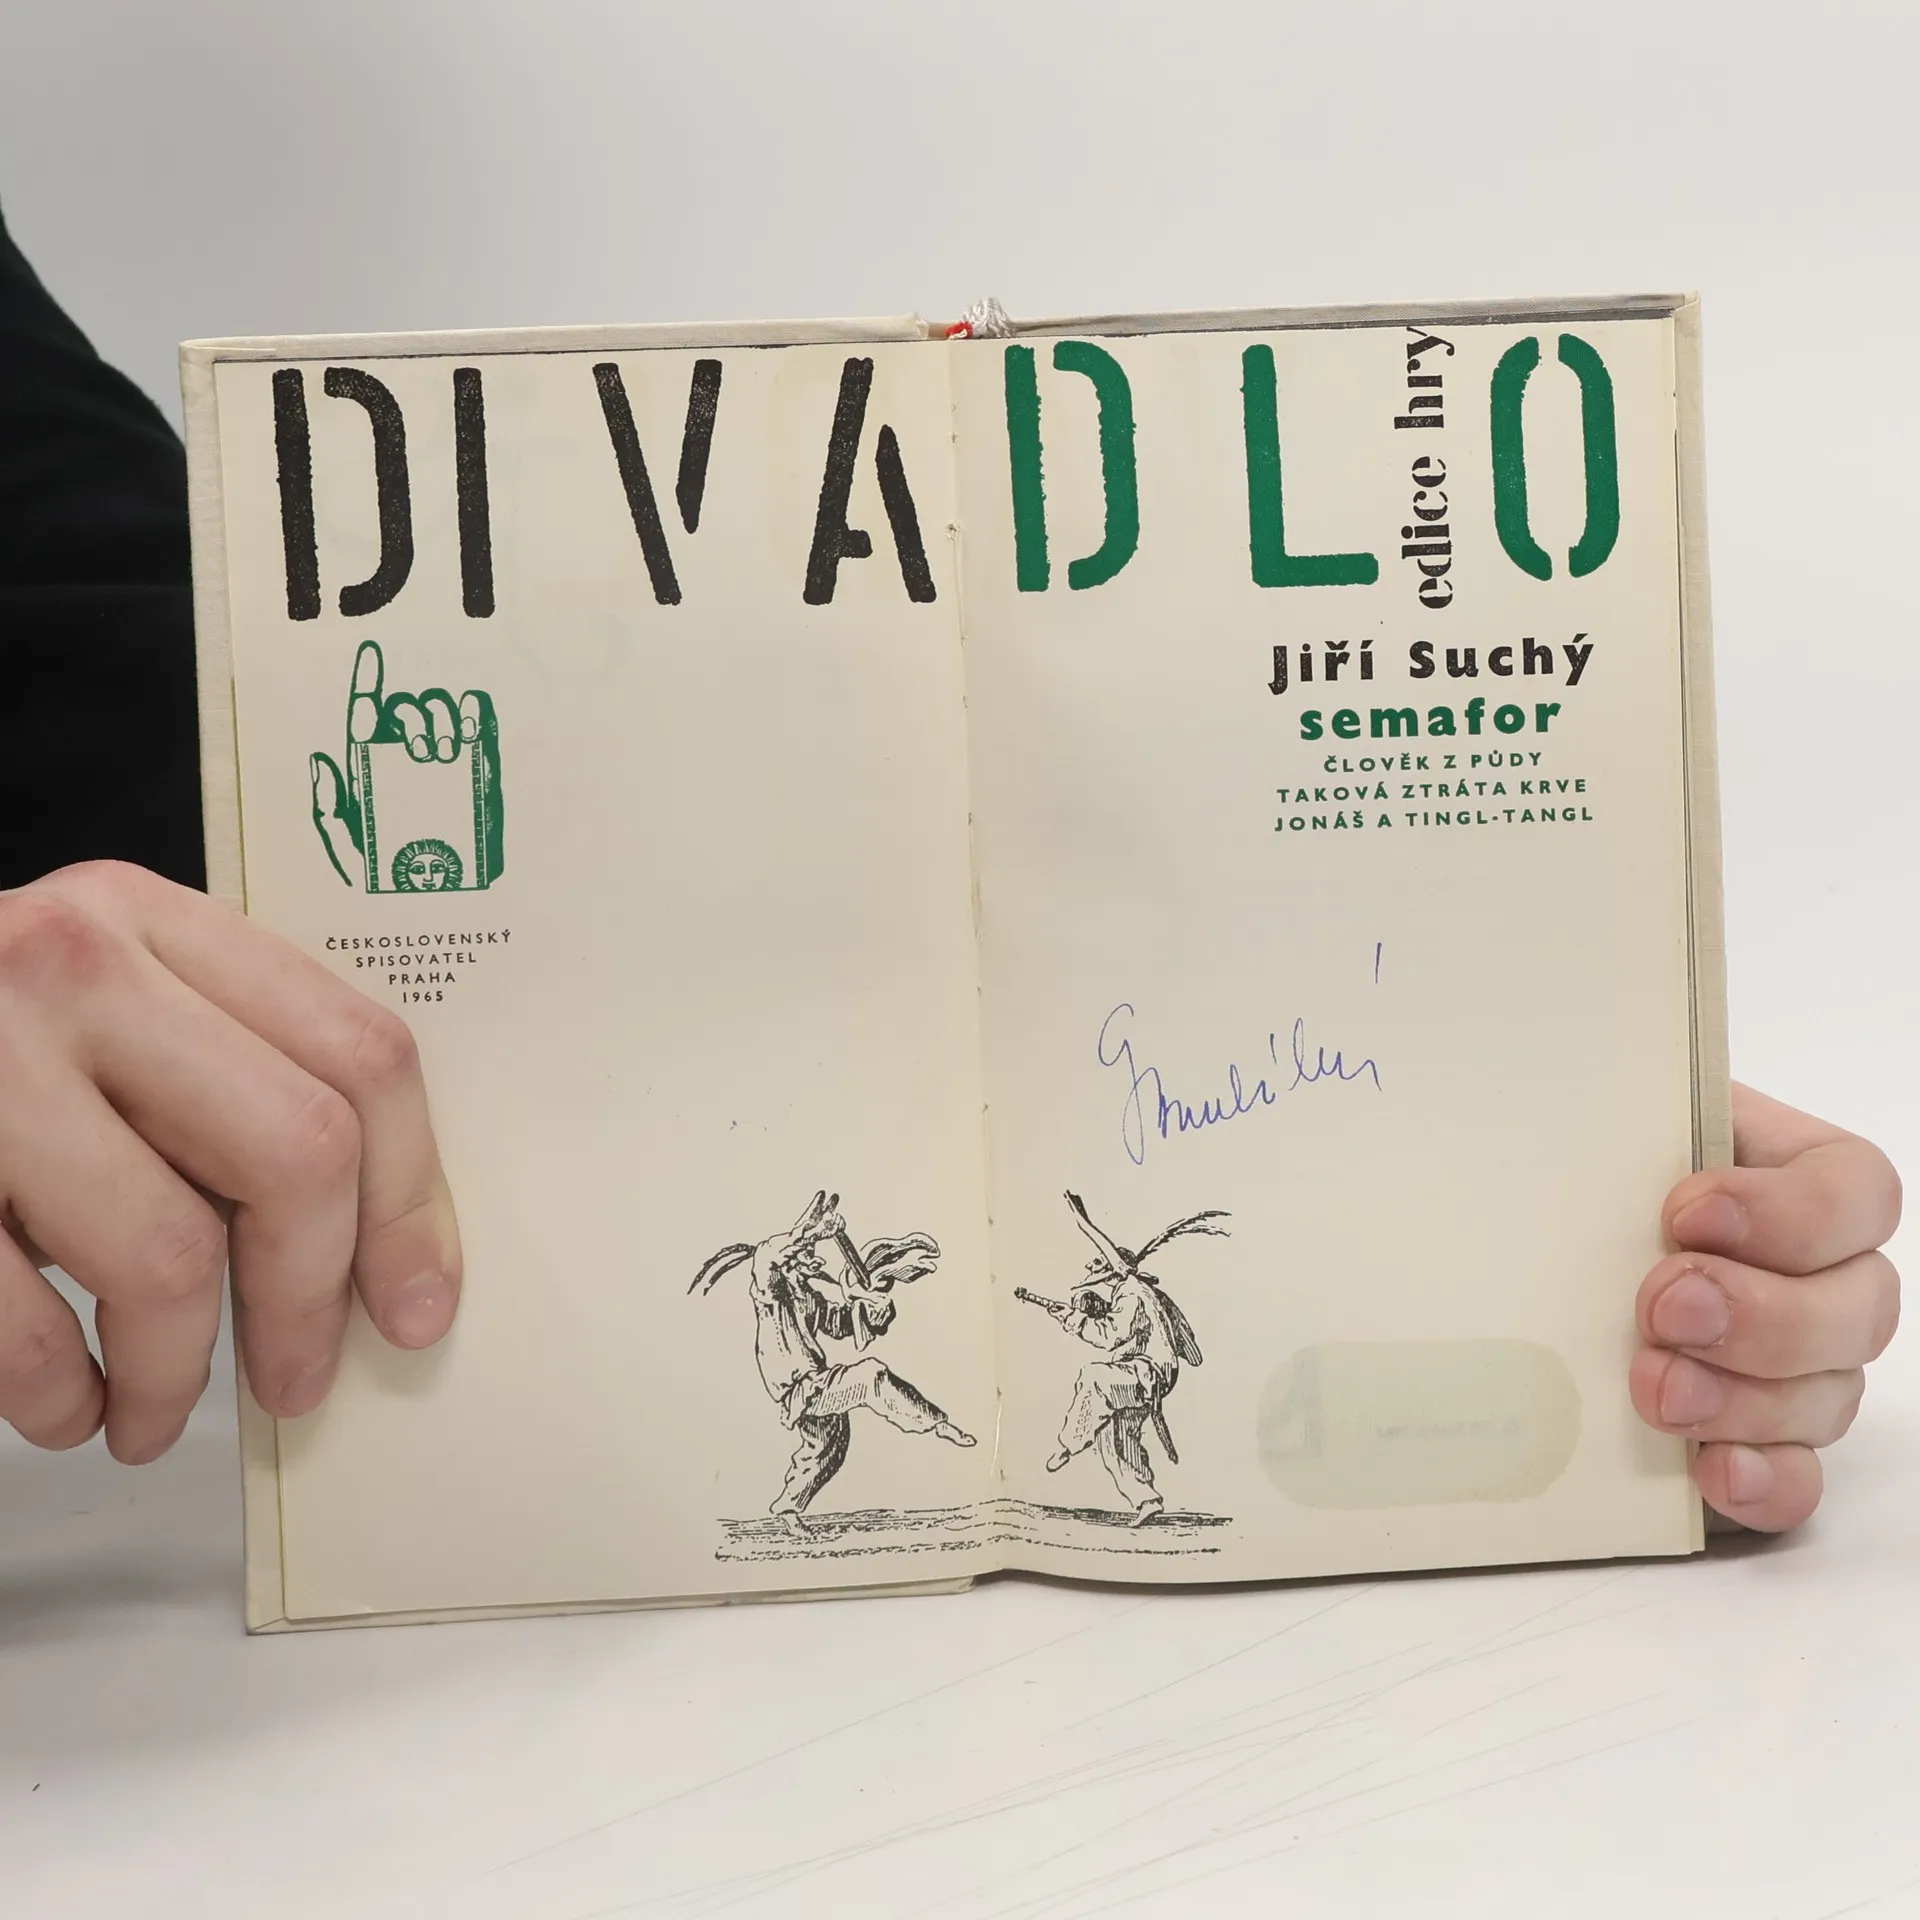 DIVADLO
edice hry
Jiří Suchý
semafor
ČLOVĚK Z PŮDY
TAKOVÁ ZTRÁTA KRVE
JONÁŠ A TINGL-TANGL
ČESKOSLOVENSKÝ
SPISOVATEL
PRAHA
1965